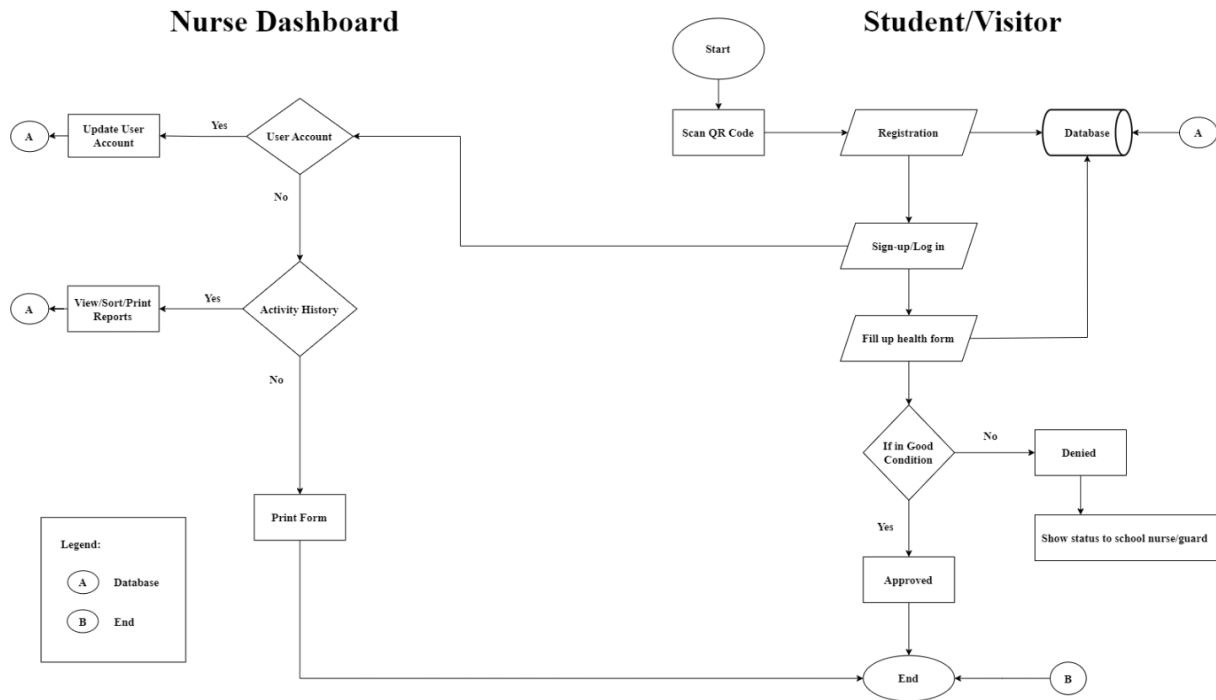 Nurse Dashboard
Student/Visitor
Start
Update User
Account
A
Yes
User Account
Scan QR Code
Registration
Database
A
No
Sign-up/Log in
View/Sort/Print
Reports
A
Yes
Activity History
Fill up health form
No
If in Good
Condition
No
Denied
Print Form
Yes
Show status to school nurse/guard
Legend:
A
Database
B
End
Approved
End
B